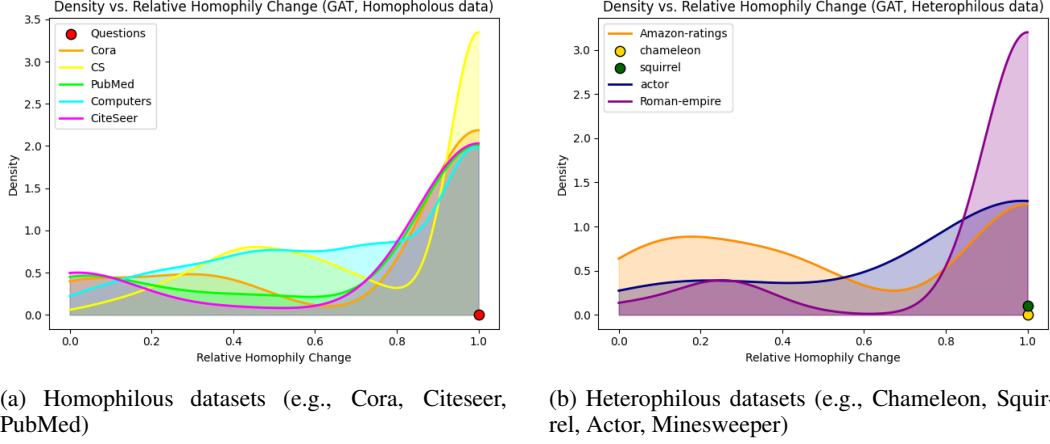 Density vs. Relative Homophily Change (GAT, Homopholous data)
3.5
3.0
2.5
2.0
1.5
1.0
0.5
0.0
Density
Questions
Cora
CS
PubMed
Computers
CiteSeer
0.0 0.2 0.4 0.6 0.8 1.0
Relative Homophily Change
(a) Homophilous datasets (e.g., Cora, Citeseer,
PubMed)
Density vs. Relative Homophily Change (GAT, Heterophilous data)
3.0
2.5
2.0
1.5
1.0
0.5
0.0
Density
Amazon-ratings
chameleon
squirrel
actor
Roman-empire
0.0 0.2 0.4 0.6 0.8 1.0
Relative Homophily Change
(b) Heterophilous datasets (e.g., Chameleon, Squir-
rel, Actor, Minesweeper)